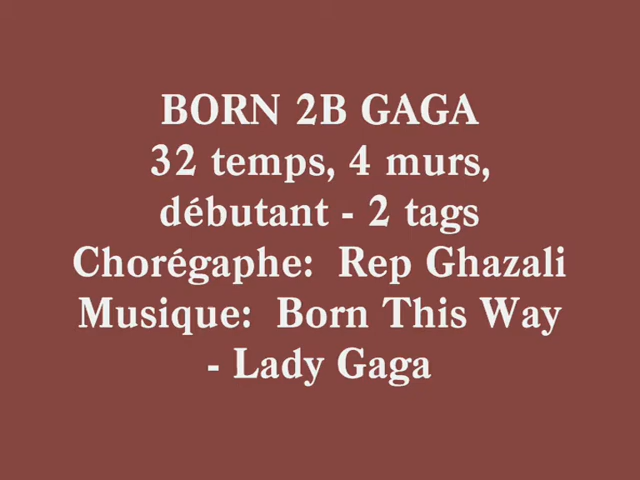 BORN 2B GAGA
32 temps, 4 murs,
débutant - 2 tags
Chorégaphe:  Rep Ghazali
Musique:  Born This Way
- Lady Gaga